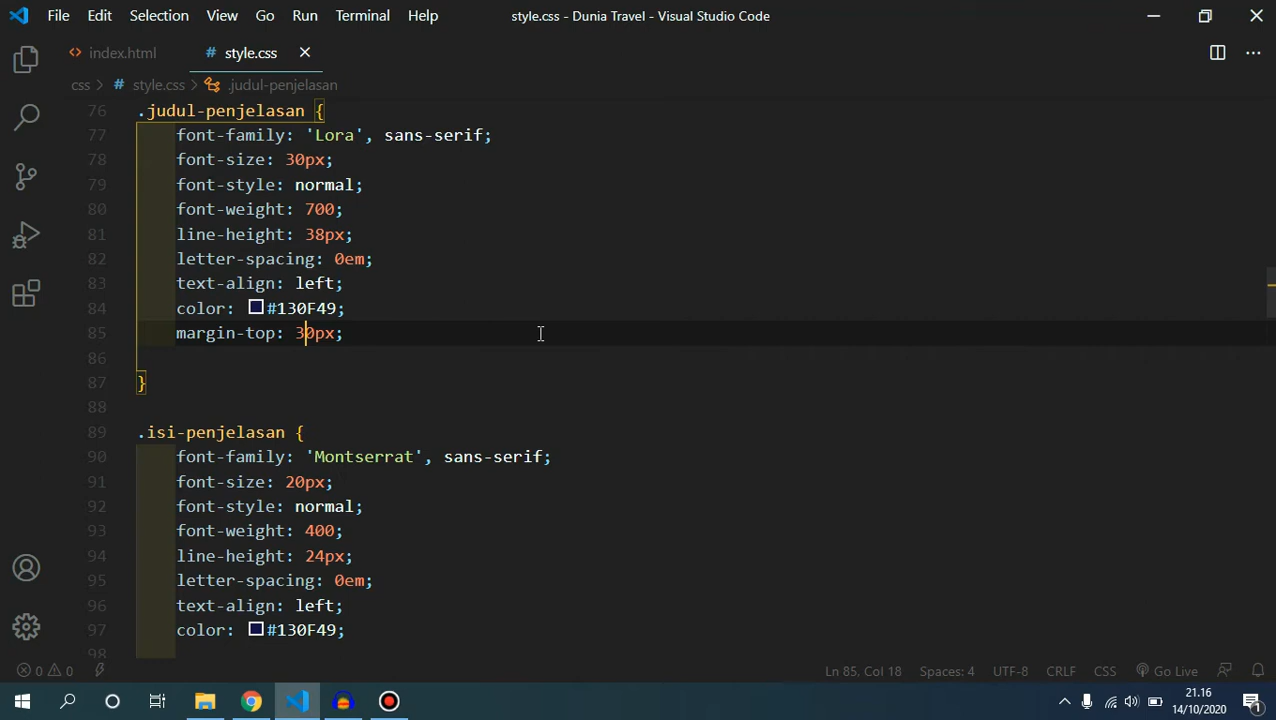 File Edit Selection View Go Run Terminal Help style.css - Dunia Travel - Visual Studio Code
index.html # style.css
css > # style.css > .judul-penjelasan
76 .judul-penjelasan {
77 font-family: 'Lora', sans-serif;
78 font-size: 30px;
79 font-style: normal;
80 font-weight: 700;
81 line-height: 38px;
82 letter-spacing: 0em;
83 text-align: left;
84 color: #130F49;
85 margin-top: 30px;
86
87 }
88
89 .isi-penjelasan {
90 font-family: 'Montserrat', sans-serif;
91 font-size: 20px;
92 font-style: normal;
93 font-weight: 400;
94 line-height: 24px;
95 letter-spacing: 0em;
96 text-align: left;
97 color: #130F49;
98
0 0 Ln 85, Col 18 Spaces: 4 UTF-8 CRLF CSS Go Live
21.16
14/10/2020
1